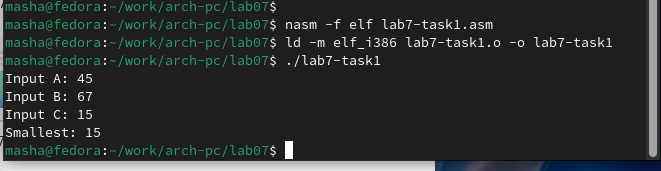 masha@fedora:~/work/arch-pc/lab07$
masha@fedora:~/work/arch-pc/lab07$ nasm -f elf lab7-task1.asm
masha@fedora:~/work/arch-pc/lab07$ ld -m elf_i386 lab7-task1.o -o lab7-task1
masha@fedora:~/work/arch-pc/lab07$ ./lab7-task1
Input A: 45
Input B: 67
Input C: 15
Smallest: 15
masha@fedora:~/work/arch-pc/lab07$